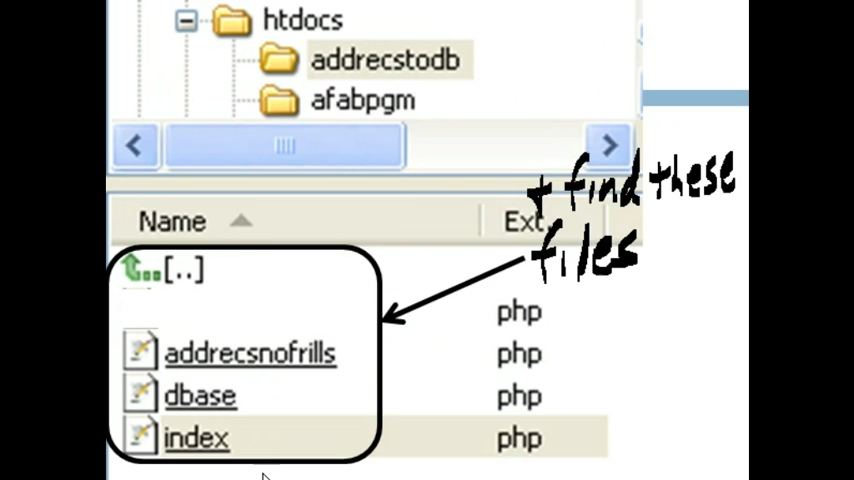 htdocs
addrecstodb
afabpgm
+ find these
files
Name Ext.
[..]
php
addrecsnofrills php
dbase php
index php